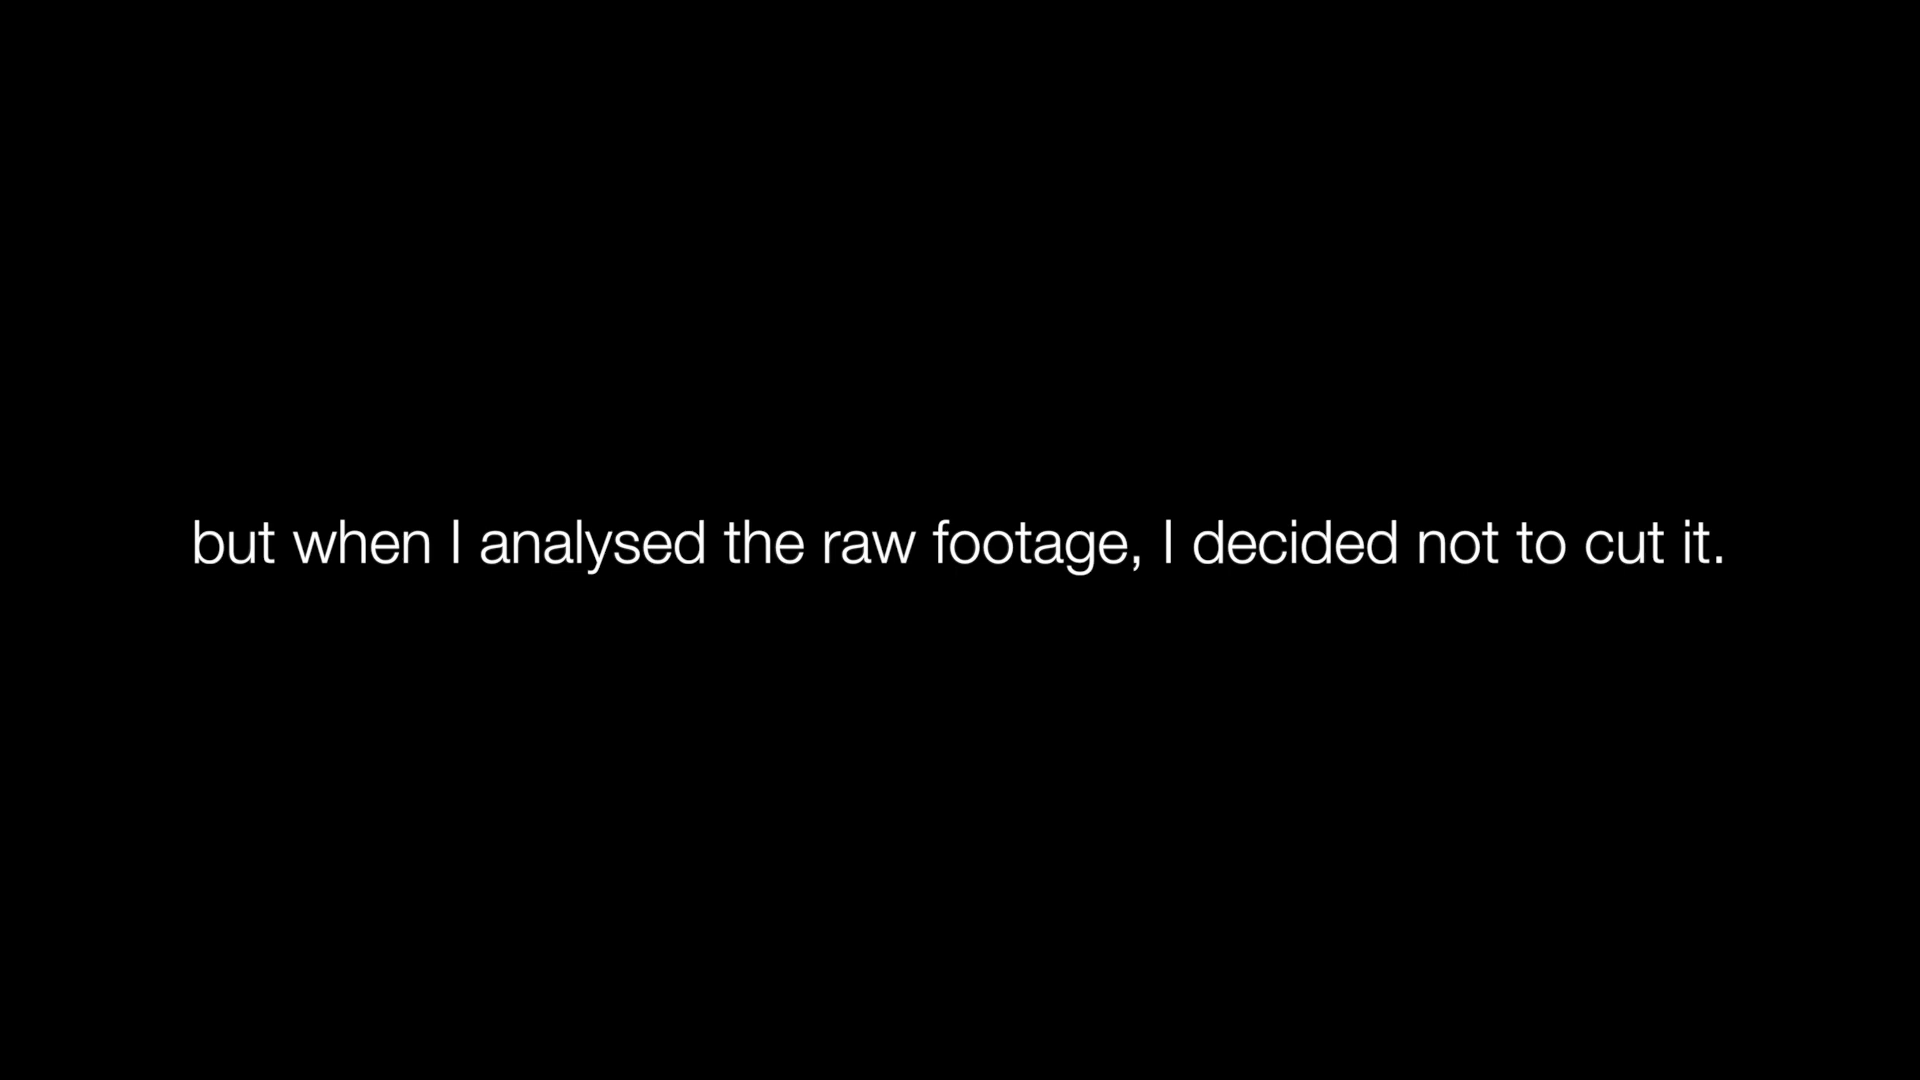 but when I analysed the raw footage, I decided not to cut it.